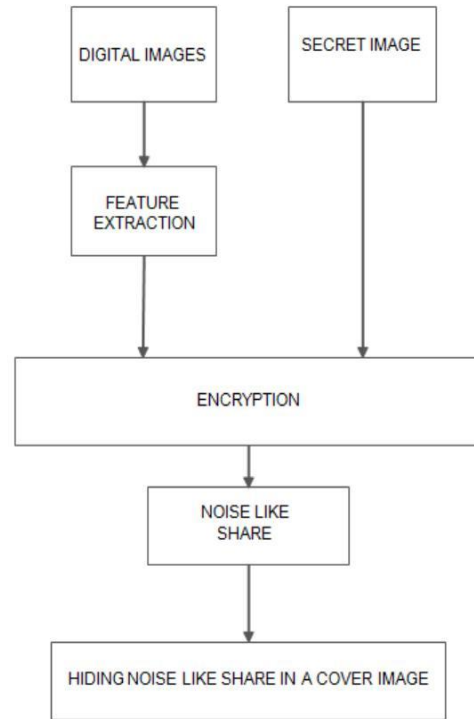 DIGITAL IMAGES
SECRET IMAGE
FEATURE
EXTRACTION
ENCRYPTION
NOISE LIKE
SHARE
HIDING NOISE LIKE SHARE IN A COVER IMAGE